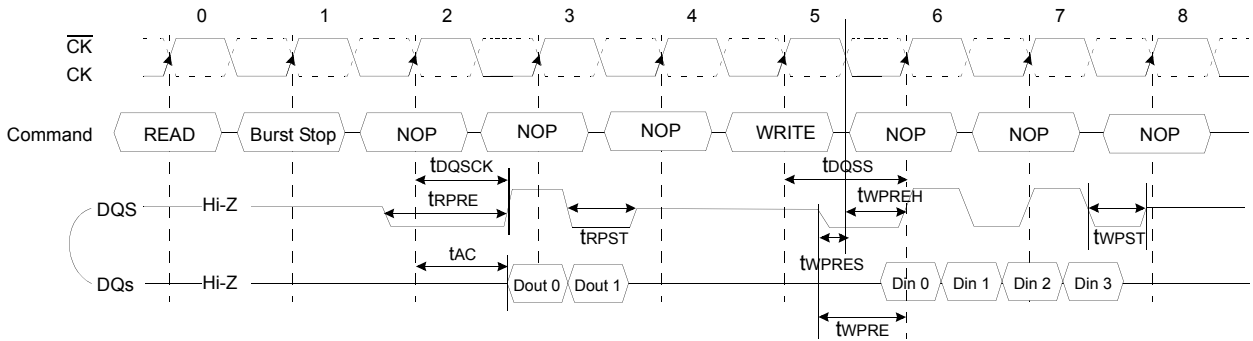 0 1 2 3 4 5 6 7 8
CK
CK
Command READ Burst Stop NOP NOP NOP WRITE NOP NOP NOP
tDQSCK tDQSS
tRPRE tWPREH
DQS Hi-Z
tRPST tWPST
tAC tWPRES
DQs Hi-Z Dout 0 Dout 1 Din 0 Din 1 Din 2 Din 3
tWPRE